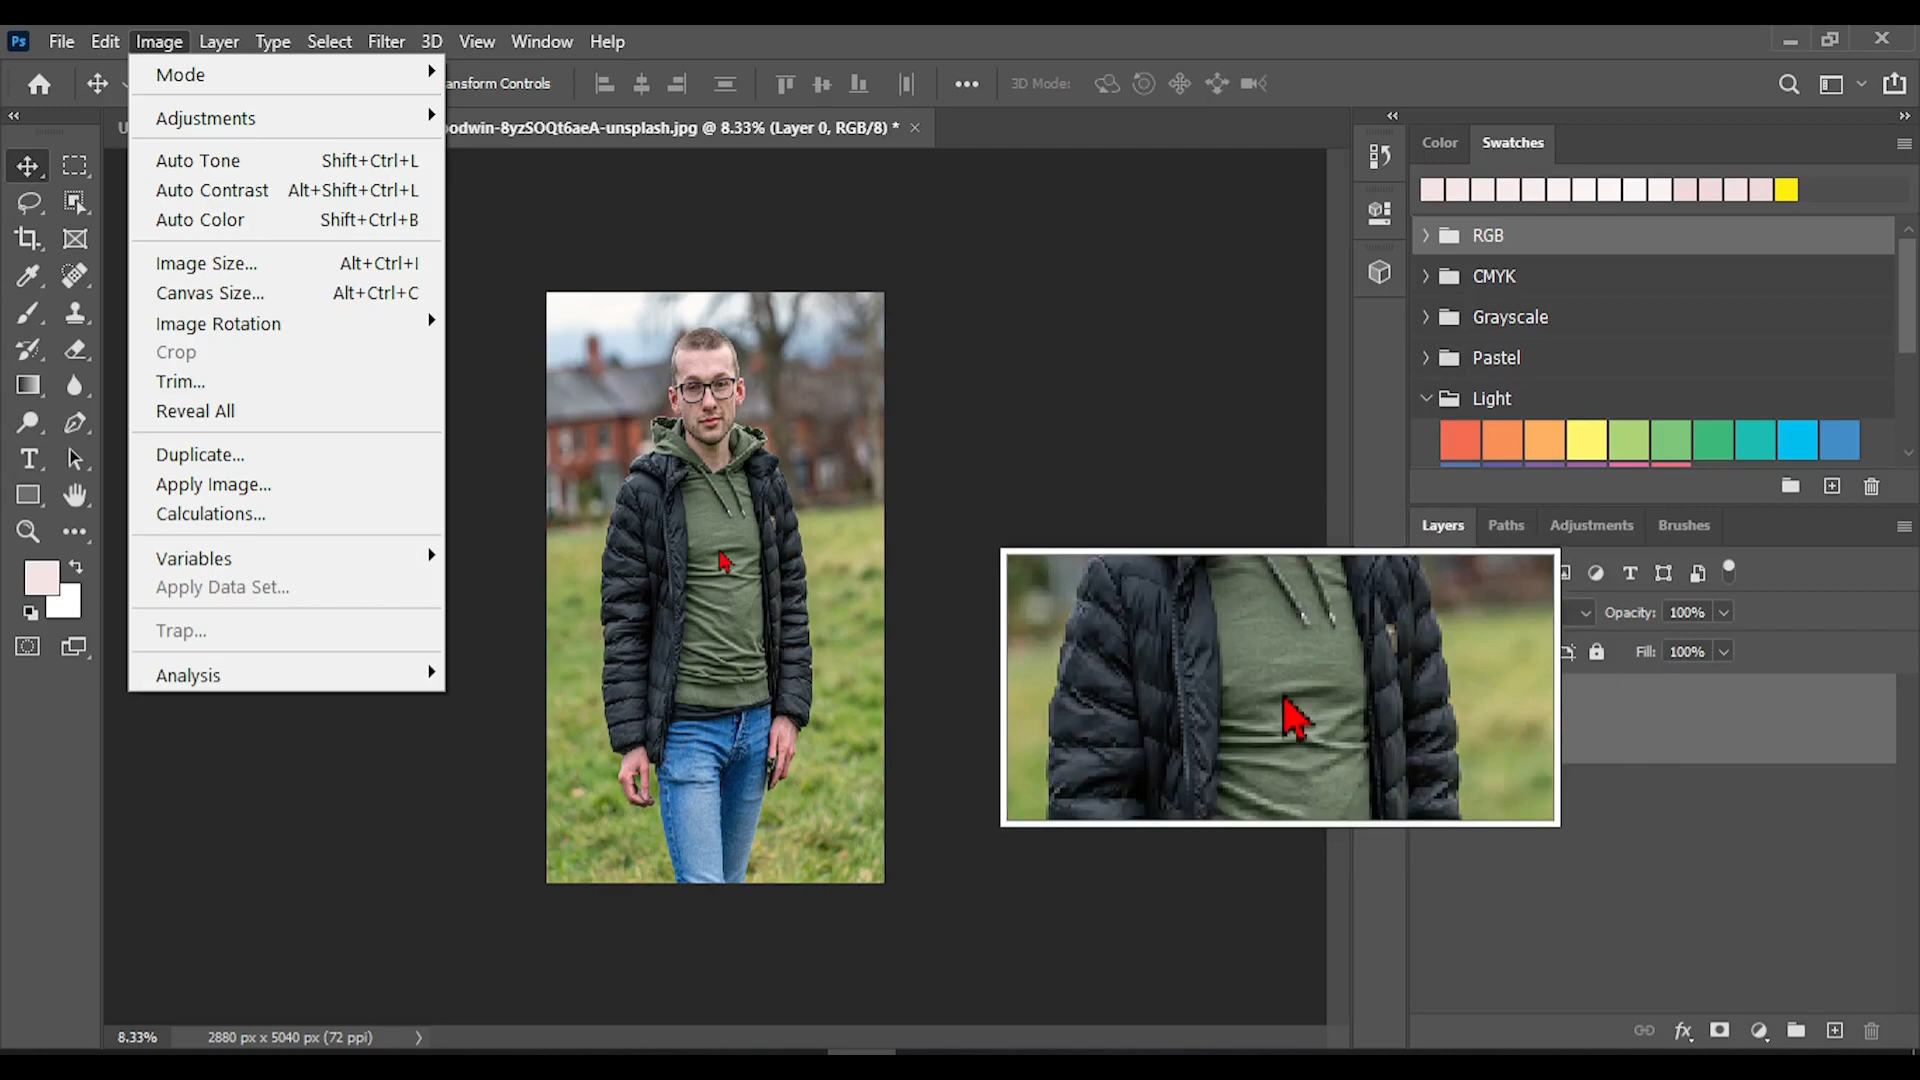 Ps File Edit Image Layer Type Select Filter 3D View Window Help
ansform Controls 3D Mode:
odwin-8yzSOQt6aeA-unsplash.jpg @ 8.33% (Layer 0, RGB/8) *
Mode
Adjustments
Auto Tone Shift+Ctrl+L
Auto Contrast Alt+Shift+Ctrl+L
Auto Color Shift+Ctrl+B
Image Size... Alt+Ctrl+I
Canvas Size... Alt+Ctrl+C
Image Rotation
Crop
Trim...
Reveal All
Duplicate...
Apply Image...
Calculations...
Variables
Apply Data Set...
Trap...
Analysis
Color Swatches
RGB
CMYK
Grayscale
Pastel
Light
Layers Paths Adjustments Brushes
Opacity: 100%
Fill: 100%
fx
8.33% 2880 px x 5040 px (72 ppi)